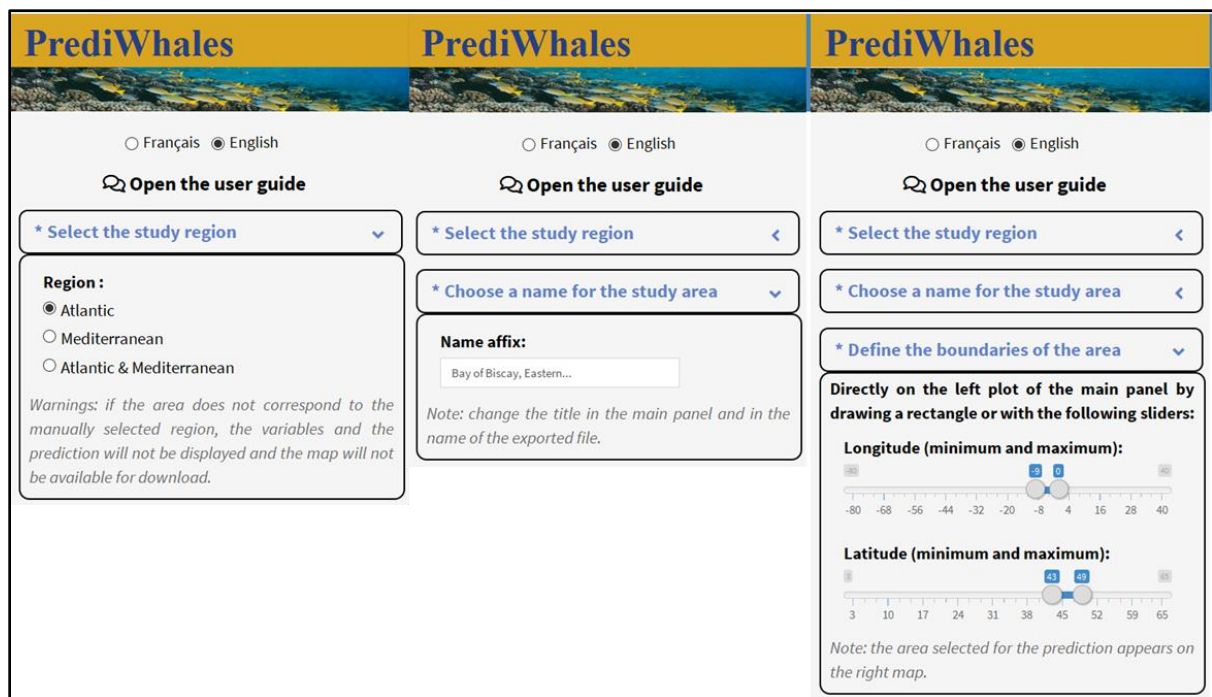 PrediWhales
Français English
Open the user guide
* Select the study region
Region :
Atlantic
Mediterranean
Atlantic & Mediterranean
Warnings: if the area does not correspond to the
manually selected region, the variables and the
prediction will not be displayed and the map will not
be available for download.
PrediWhales
Français English
Open the user guide
* Select the study region
* Choose a name for the study area
Name affix:
Bay of Biscay, Eastern...
Note: change the title in the main panel and in the
name of the exported file.
PrediWhales
Français English
Open the user guide
* Select the study region
* Choose a name for the study area
* Define the boundaries of the area
Directly on the left plot of the main panel by
drawing a rectangle or with the following sliders:
Longitude (minimum and maximum):
-80 -9 0 40
-80 -68 -56 -44 -32 -20 -8 4 16 28 40
Latitude (minimum and maximum):
3 43 49 65
3 10 17 24 31 38 45 52 59 65
Note: the area selected for the prediction appears on
the right map.